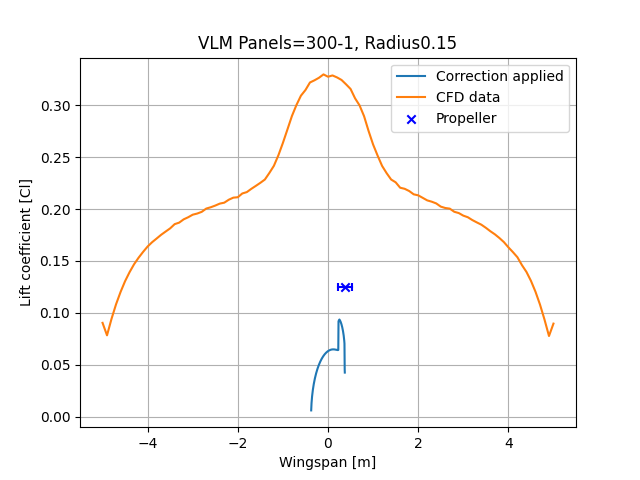 VLM Panels=300-1, Radius0.15
Correction applied
CFD data
Propeller
Lift coefficient [Cl]
0.30
0.25
0.20
0.15
0.10
0.05
0.00
−4
−2
0
2
4
Wingspan [m]